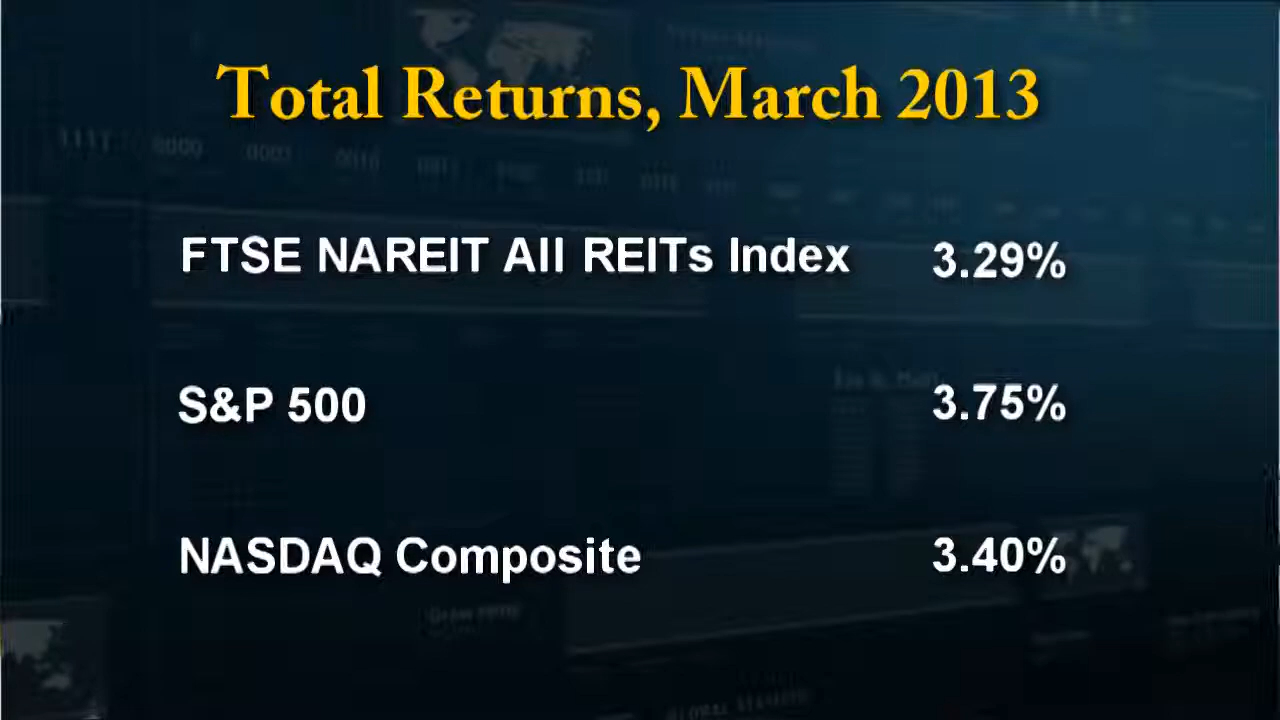 Total Returns, March 2013
FTSE NAREIT All REITs Index 3.29%
S&P 500 3.75%
NASDAQ Composite 3.40%